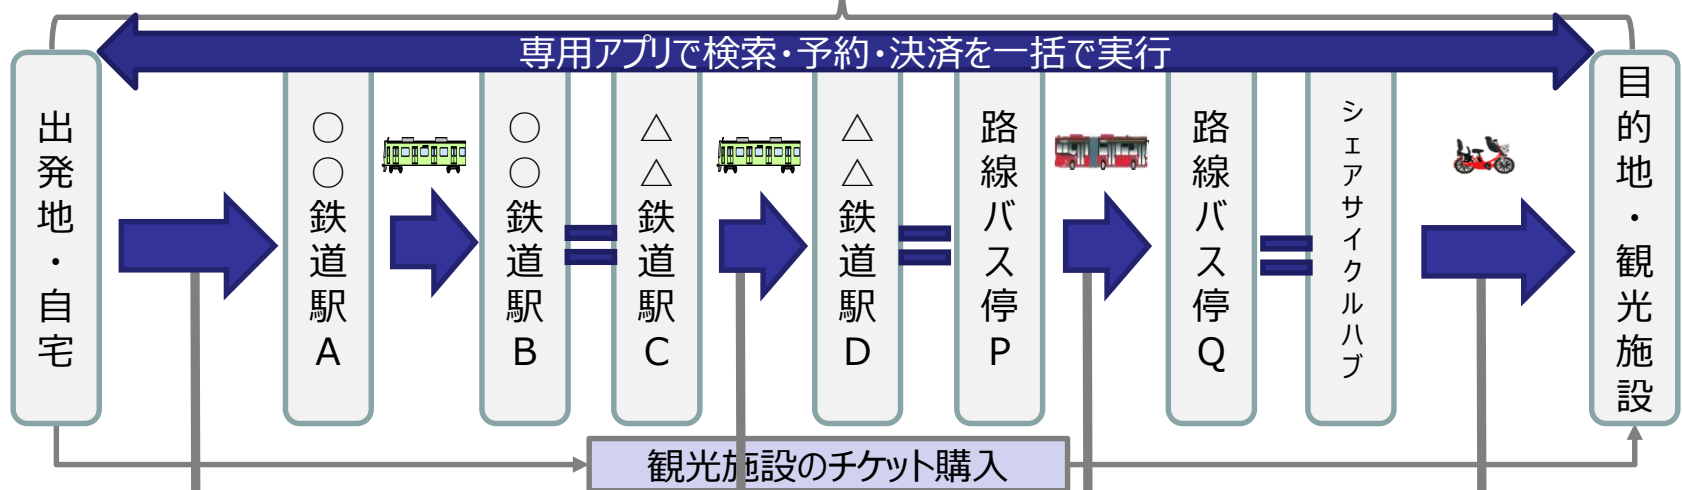 専用アプリで検索・予約・決済を一括で実行
出発地・自宅
○○鉄道駅A
○○鉄道駅B
△△鉄道駅C
△△鉄道駅D
路線バス停P
路線バス停Q
シェアサイクルハブ
目的地・観光施設
観光施設のチケット購入